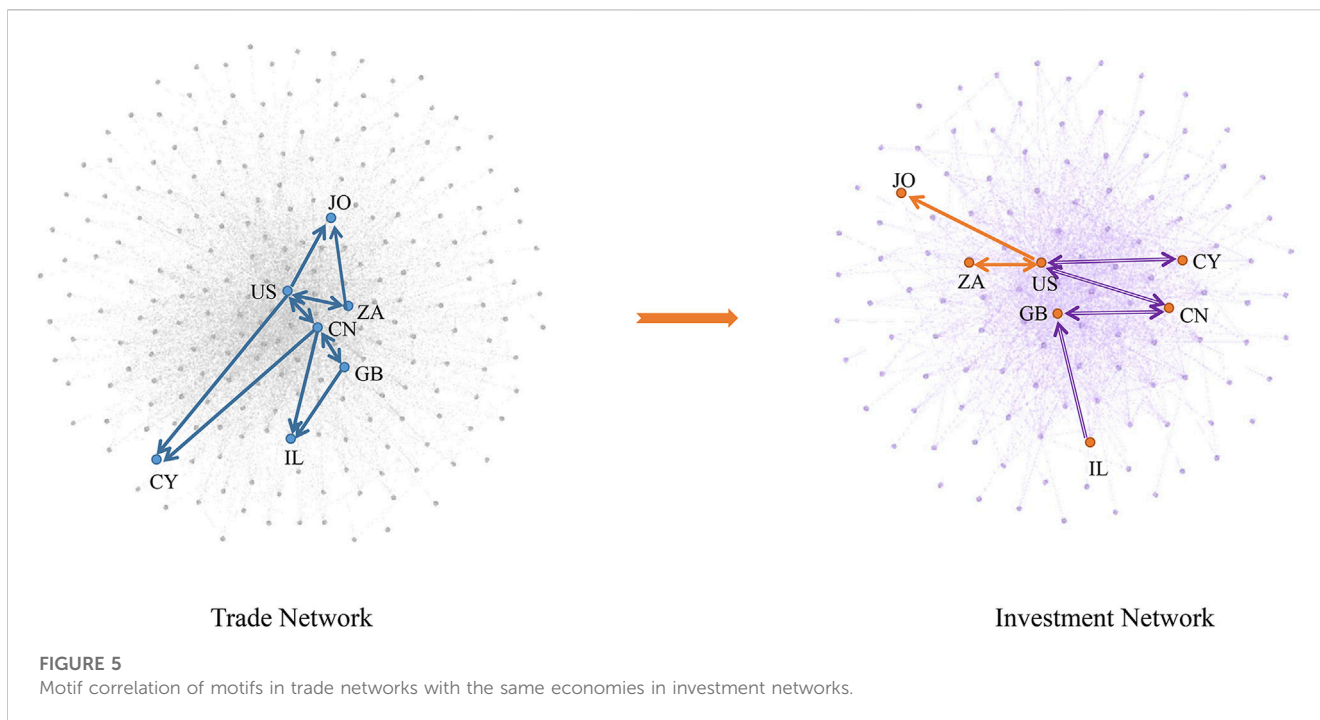 JO
US
ZA
CN
GB
IL
CY
JO
ZA
US
CY
GB
CN
IL
Trade Network
Investment Network
FIGURE 5
Motif correlation of motifs in trade networks with the same economies in investment networks.